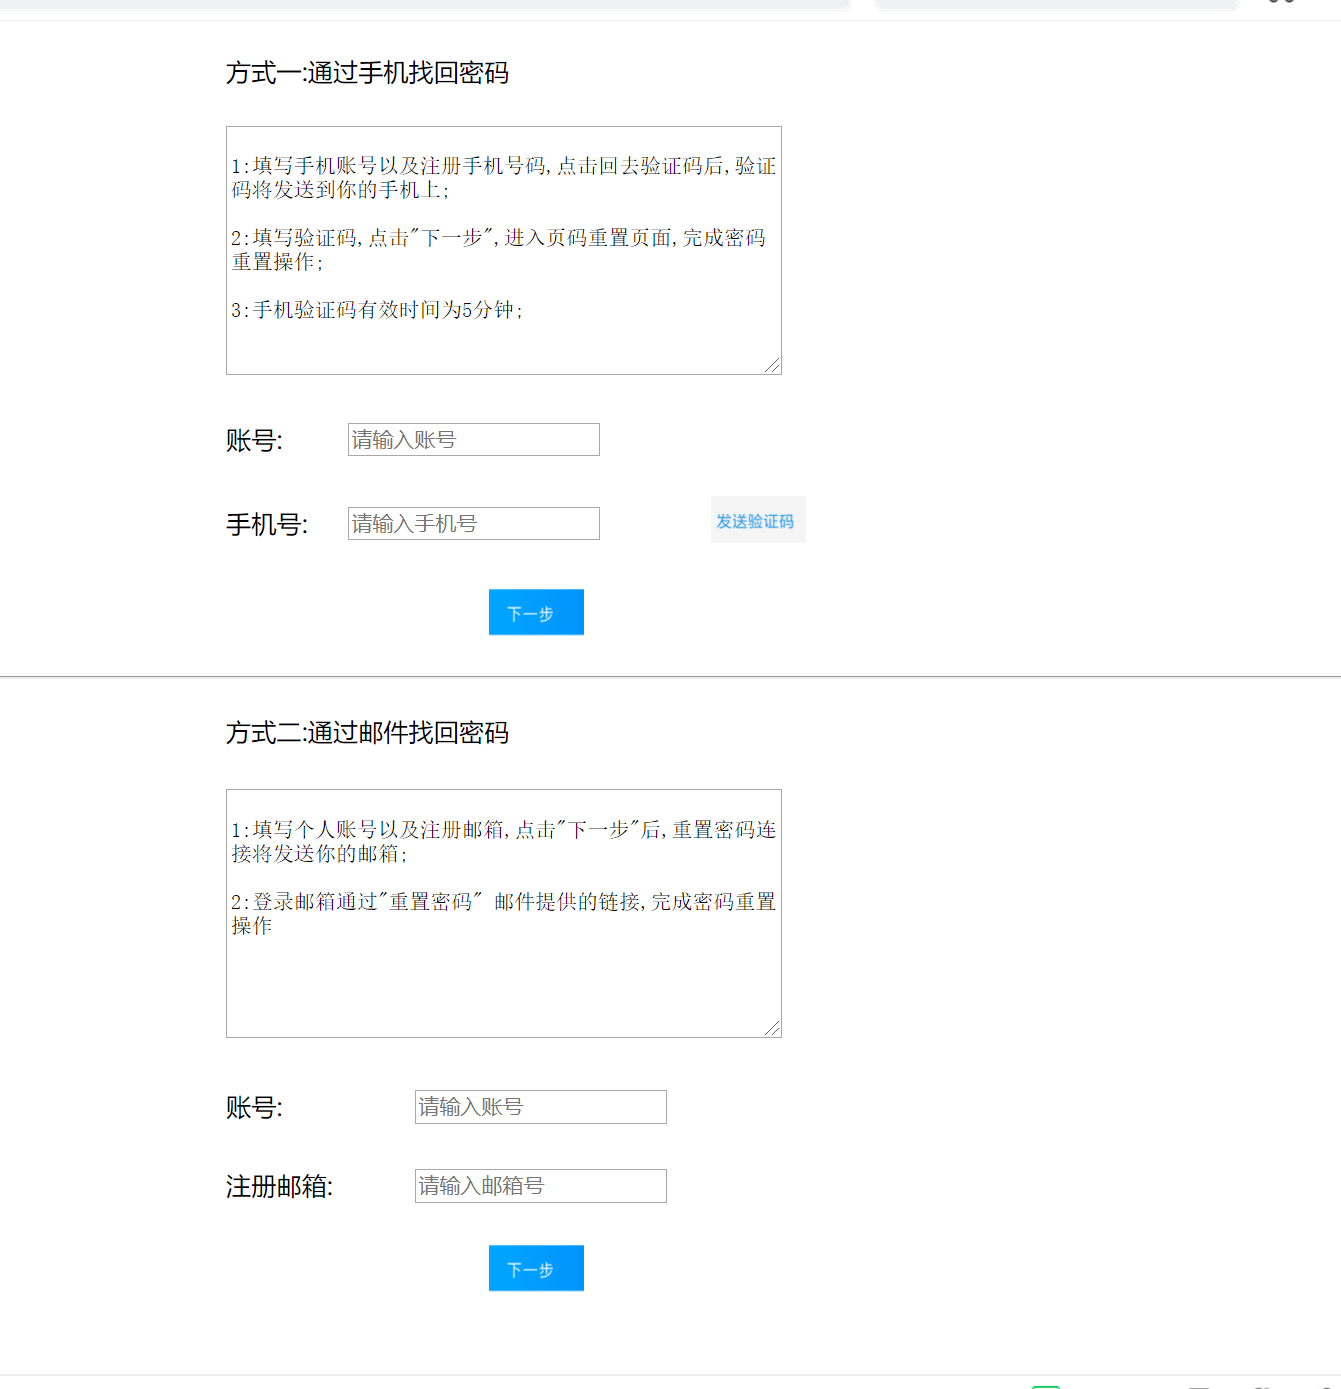 方式一:通过手机找回密码
1:填写手机账号以及注册手机号码,点击回去验证码后,验证
码将发送到你的手机上;
2:填写验证码,点击"下一步",进入页码重置页面,完成密码
重置操作;
3:手机验证码有效时间为5分钟;
账号: 请输入账号
手机号: 请输入手机号 发送验证码
下一步
方式二:通过邮件找回密码
1:填写个人账号以及注册邮箱,点击"下一步"后,重置密码连
接将发送你的邮箱;
2:登录邮箱通过"重置密码" 邮件提供的链接,完成密码重置
操作
账号: 请输入账号
注册邮箱: 请输入邮箱号
下一步